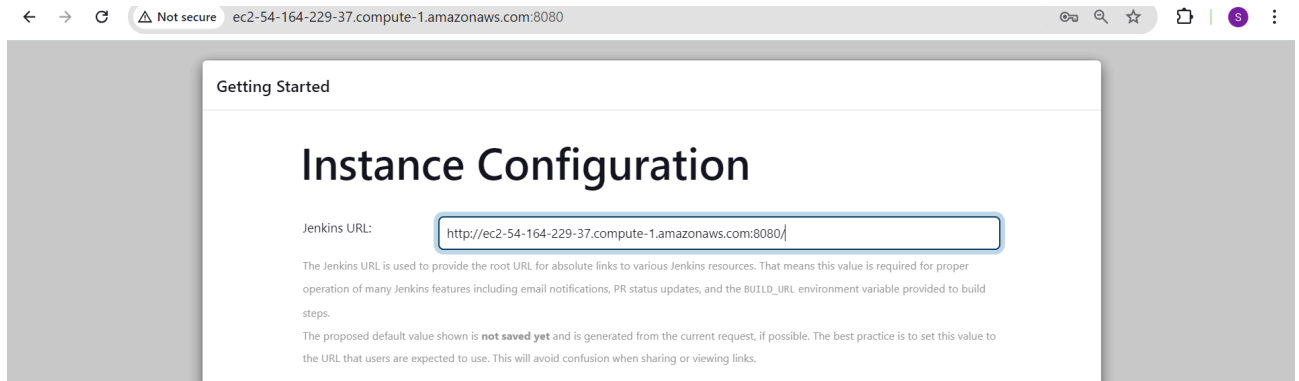 Not secure ec2-54-164-229-37.compute-1.amazonaws.com:8080
S
Getting Started
Instance Configuration
Jenkins URL: http://ec2-54-164-229-37.compute-1.amazonaws.com:8080/
The Jenkins URL is used to provide the root URL for absolute links to various Jenkins resources. That means this value is required for proper
operation of many Jenkins features including email notifications, PR status updates, and the BUILD_URL environment variable provided to build
steps.
The proposed default value shown is not saved yet and is generated from the current request, if possible. The best practice is to set this value to
the URL that users are expected to use. This will avoid confusion when sharing or viewing links.